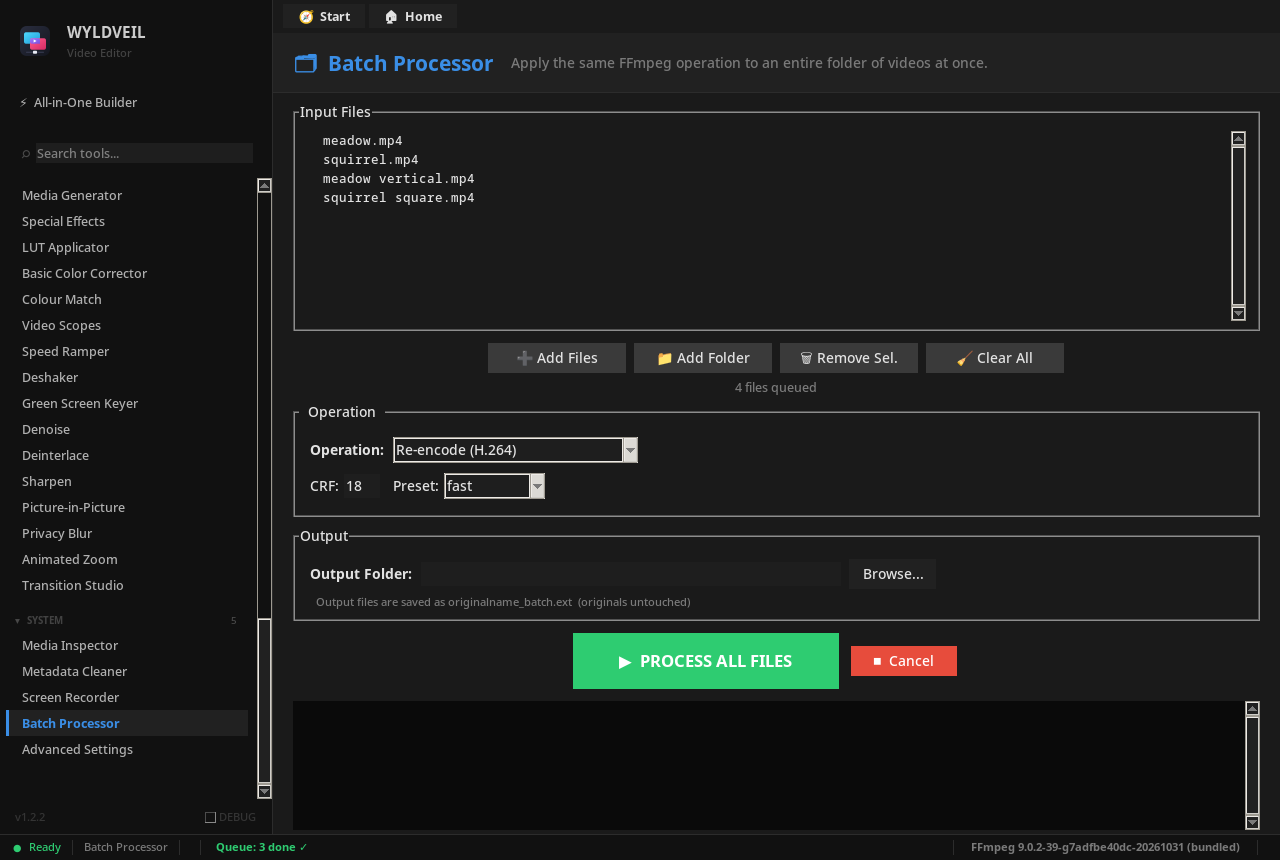 WYLDVEIL
Video Editor
⚡ All-in-One Builder
Search tools...
Media Generator
Special Effects
LUT Applicator
Basic Color Corrector
Colour Match
Video Scopes
Speed Ramper
Deshaker
Green Screen Keyer
Denoise
Deinterlace
Sharpen
Picture-in-Picture
Privacy Blur
Animated Zoom
Transition Studio
▾ SYSTEM 5
Media Inspector
Metadata Cleaner
Screen Recorder
Batch Processor
Advanced Settings
v1.2.2 DEBUG
🧭 Start 🏠 Home
Batch Processor Apply the same FFmpeg operation to an entire folder of videos at once.
Input Files
meadow.mp4
squirrel.mp4
meadow vertical.mp4
squirrel square.mp4
➕ Add Files 📁 Add Folder 🗑 Remove Sel. 🧹 Clear All
4 files queued
Operation
Operation: Re-encode (H.264)
CRF: 18 Preset: fast
Output
Output Folder: Browse...
Output files are saved as originalname_batch.ext (originals untouched)
▶ PROCESS ALL FILES ■ Cancel
● Ready Batch Processor Queue: 3 done ✓ FFmpeg 9.0.2-39-g7adfbe40dc-20261031 (bundled)